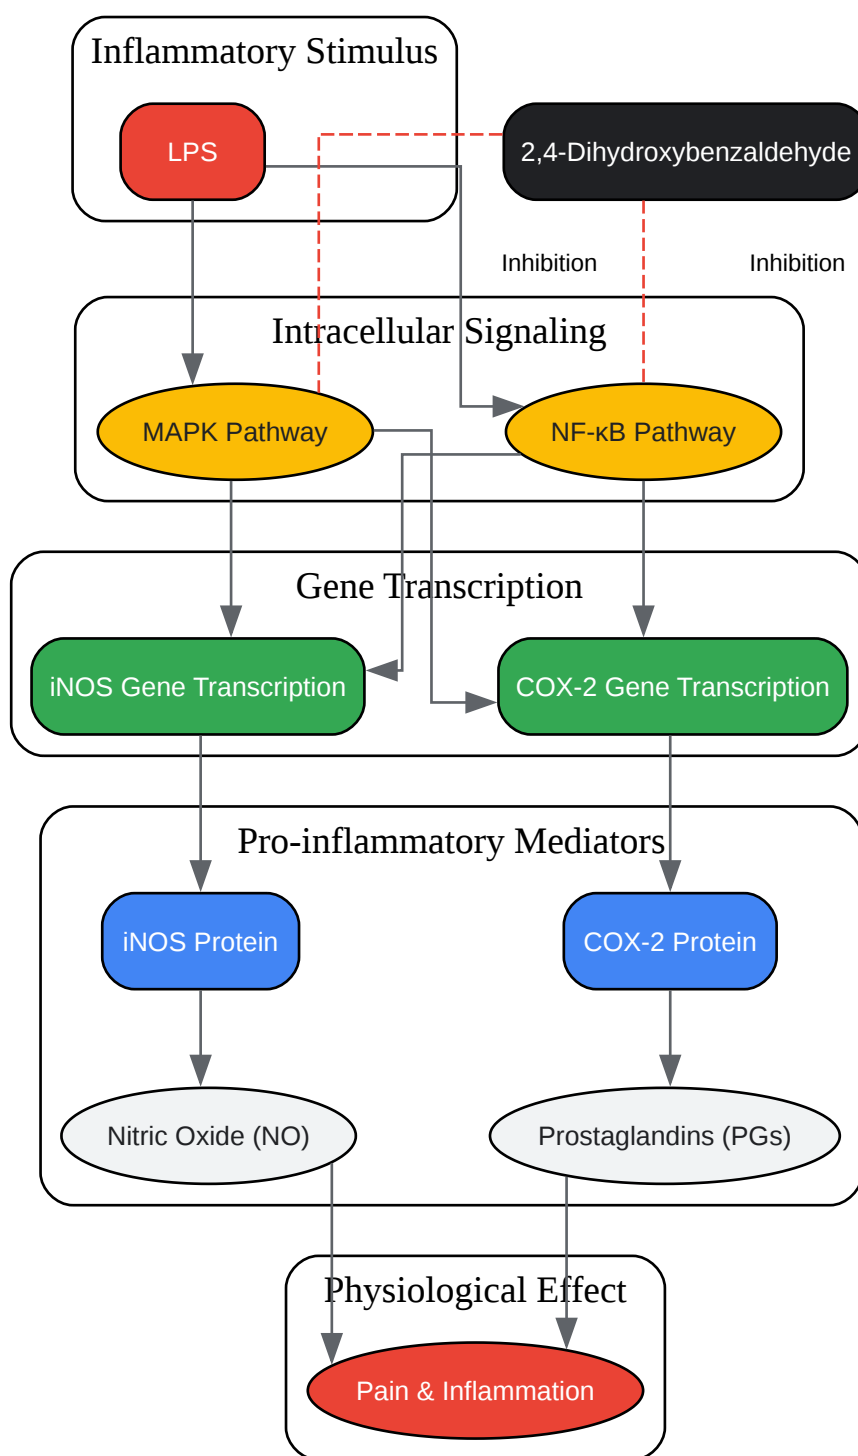 Inflammatory Stimulus
LPS
2,4-Dihydroxybenzaldehyde
Inhibition
Inhibition
Intracellular Signaling
MAPK Pathway
NF-κB Pathway
Gene Transcription
iNOS Gene Transcription
COX-2 Gene Transcription
Pro-inflammatory Mediators
iNOS Protein
COX-2 Protein
Nitric Oxide (NO)
Prostaglandins (PGs)
Physiological Effect
Pain & Inflammation